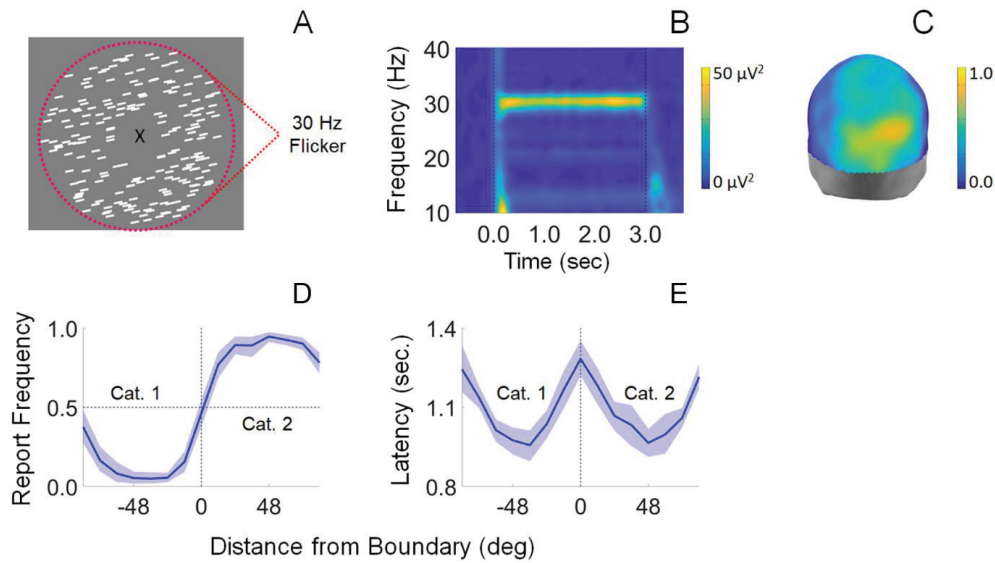 A
X
30 Hz
Flicker
B
Frequency (Hz)
40
30
20
10
0.0 1.0 2.0 3.0
Time (sec)
50 µV²
0 µV²
C
1.0
0.0
D
Report Frequency
1.0
0.5
0.0
Cat. 1
Cat. 2
-48 0 48
E
Latency (sec.)
1.4
1.1
0.8
Cat. 1
Cat. 2
-48 0 48
Distance from Boundary (deg)